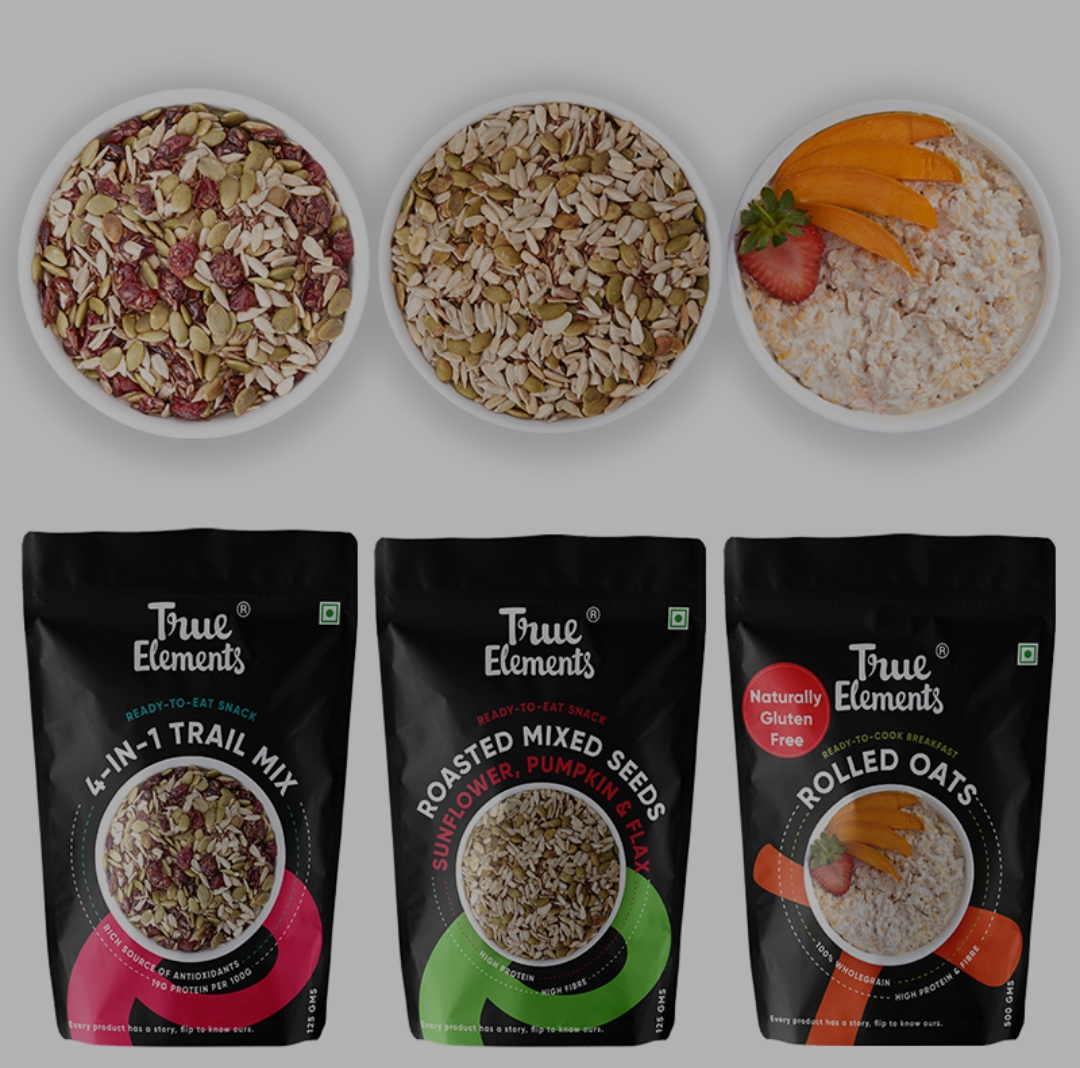 True ®
Elements
READY-TO-EAT SNACK
4-IN-1 TRAIL MIX
RICH SOURCE OF ANTIOXIDANTS
19G PROTEIN PER 100G
Every product has a story, flip to know ours.
125 GMS
True ®
Elements
READY-TO-EAT SNACK
ROASTED MIXED SEEDS
SUNFLOWER, PUMPKIN & FLAX
HIGH PROTEIN
HIGH FIBRE
Every product has a story, flip to know ours.
125 GMS
True ®
Elements
Naturally
Gluten
Free
READY-TO-COOK BREAKFAST
ROLLED OATS
100% WHOLEGRAIN
HIGH PROTEIN & FIBRE
Every product has a story, flip to know ours.
500 GMS